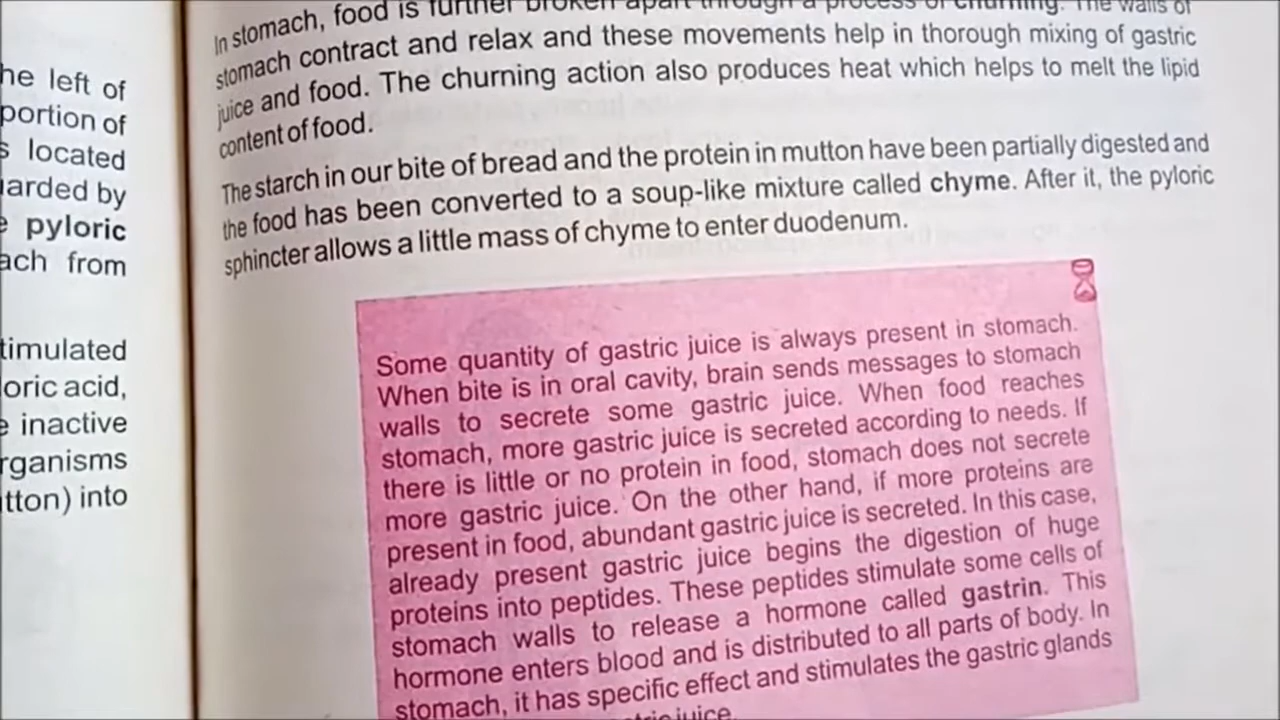 he left of
portion of
s located
arded by
e pyloric
ach from
timulated
oric acid,
e inactive
rganisms
tton) into
In stomach, food is further broken apart through a process of churning. The walls of
stomach contract and relax and these movements help in thorough mixing of gastric
juice and food. The churning action also produces heat which helps to melt the lipid
content of food.
The starch in our bite of bread and the protein in mutton have been partially digested and
the food has been converted to a soup-like mixture called chyme. After it, the pyloric
sphincter allows a little mass of chyme to enter duodenum.
Some quantity of gastric juice is always present in stomach.
When bite is in oral cavity, brain sends messages to stomach
walls to secrete some gastric juice. When food reaches
stomach, more gastric juice is secreted according to needs. If
there is little or no protein in food, stomach does not secrete
more gastric juice. On the other hand, if more proteins are
present in food, abundant gastric juice is secreted. In this case,
already present gastric juice begins the digestion of huge
proteins into peptides. These peptides stimulate some cells of
stomach walls to release a hormone called gastrin. This
hormone enters blood and is distributed to all parts of body. In
stomach, it has specific effect and stimulates the gastric glands
juice.